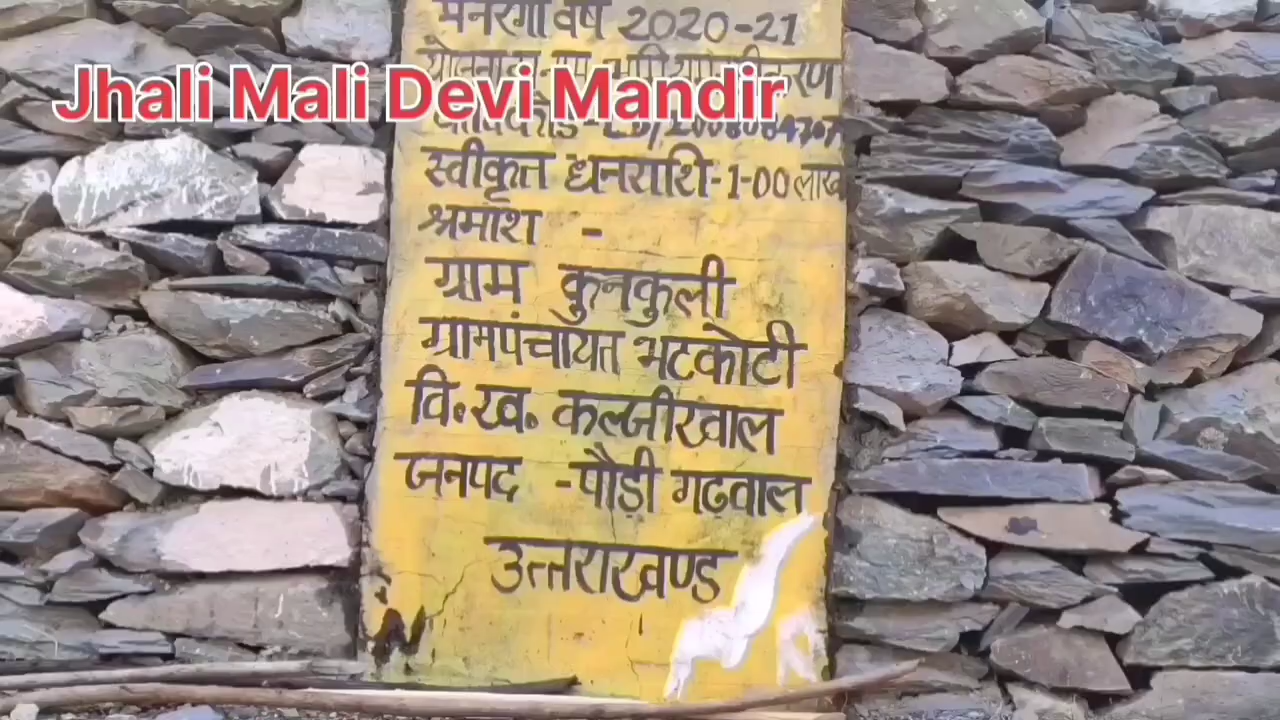 मनरेगा वर्ष 2020-21
Jhali Mali Devi Mandir
स्वीकृत धनराशि-1-00 लाख
श्रमांश -
ग्राम कुनकुली
ग्रामपंचायत भटकोटी
वि.ख. कल्जीखाल
जनपद - पौड़ी गढ़वाल
उत्तराखण्ड